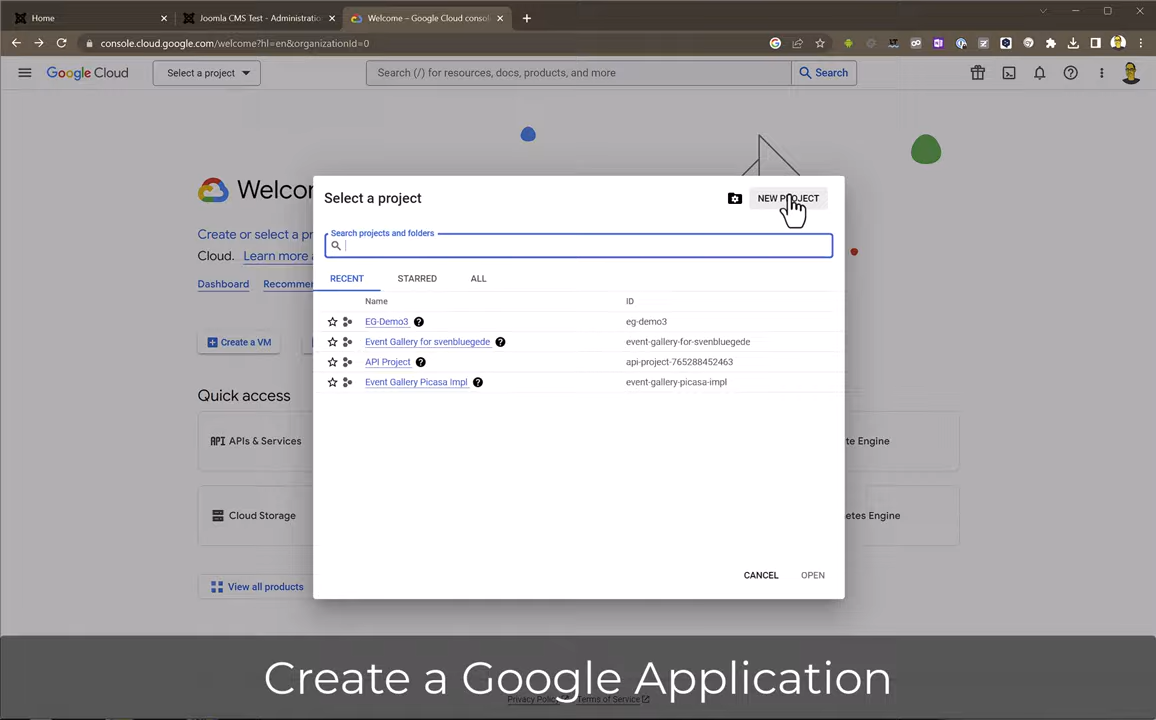 Home
Joomla CMS Test - Administratio
Welcome – Google Cloud consol
console.cloud.google.com/welcome?hl=en&organizationId=0
Google Cloud
Select a project
Search (/) for resources, docs, products, and more
Search
Welcom
Create or select a pr
Cloud. Learn more
Dashboard
Recommen
Create a VM
Quick access
API APIs & Services
te Engine
Cloud Storage
etes Engine
View all products
Select a project
NEW PROJECT
Search projects and folders
RECENT
STARRED
ALL
Name
ID
EG-Demo3
eg-demo3
Event Gallery for svenbluegede
event-gallery-for-svenbluegede
API Project
api-project-765288452463
Event Gallery Picasa Impl
event-gallery-picasa-impl
CANCEL
OPEN
Create a Google Application
Privacy Policy
Terms of Service